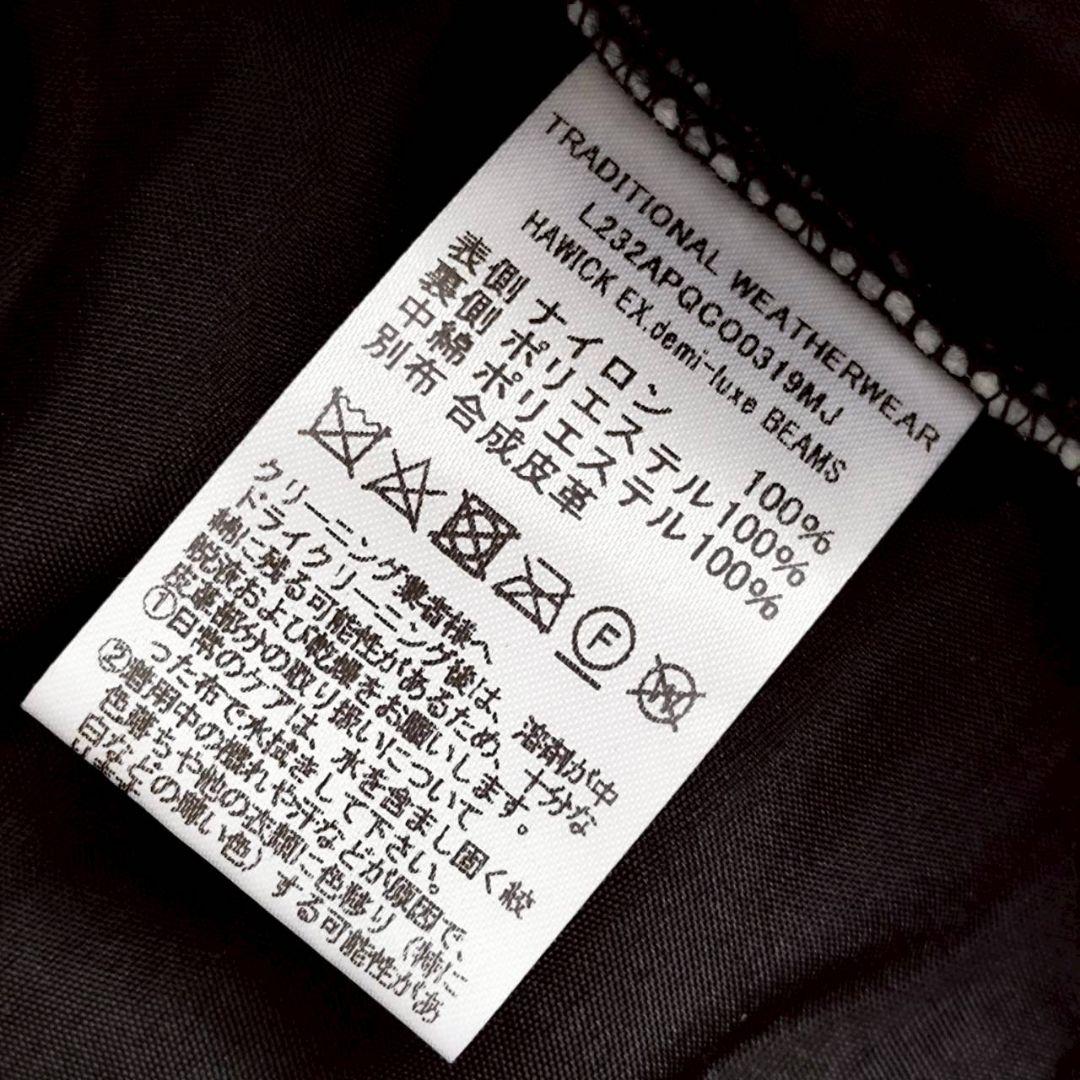 TRADITIONAL WEATHERWEAR
L232APQCO0319MJ
HAWICK EX.demi-luxe BEAMS
表側 ナイロン 100%
裏側 ポリエステル 100%
中綿 ポリエステル 100%
別布 合成皮革
F
W
クリーニング業者様へ
ドライクリーニング後は、溶剤が中
綿に残る可能性があるため、十分な
脱液および乾燥をお願いします。
皮革部分の取り扱いについて
①日常のケアは、水を含まし固く絞
った布で水拭きして下さい。
②着用中の擦れや汗などが原因で、
色落ちや他の衣類に色移り(特に
白などの薄い色)する可能性があ